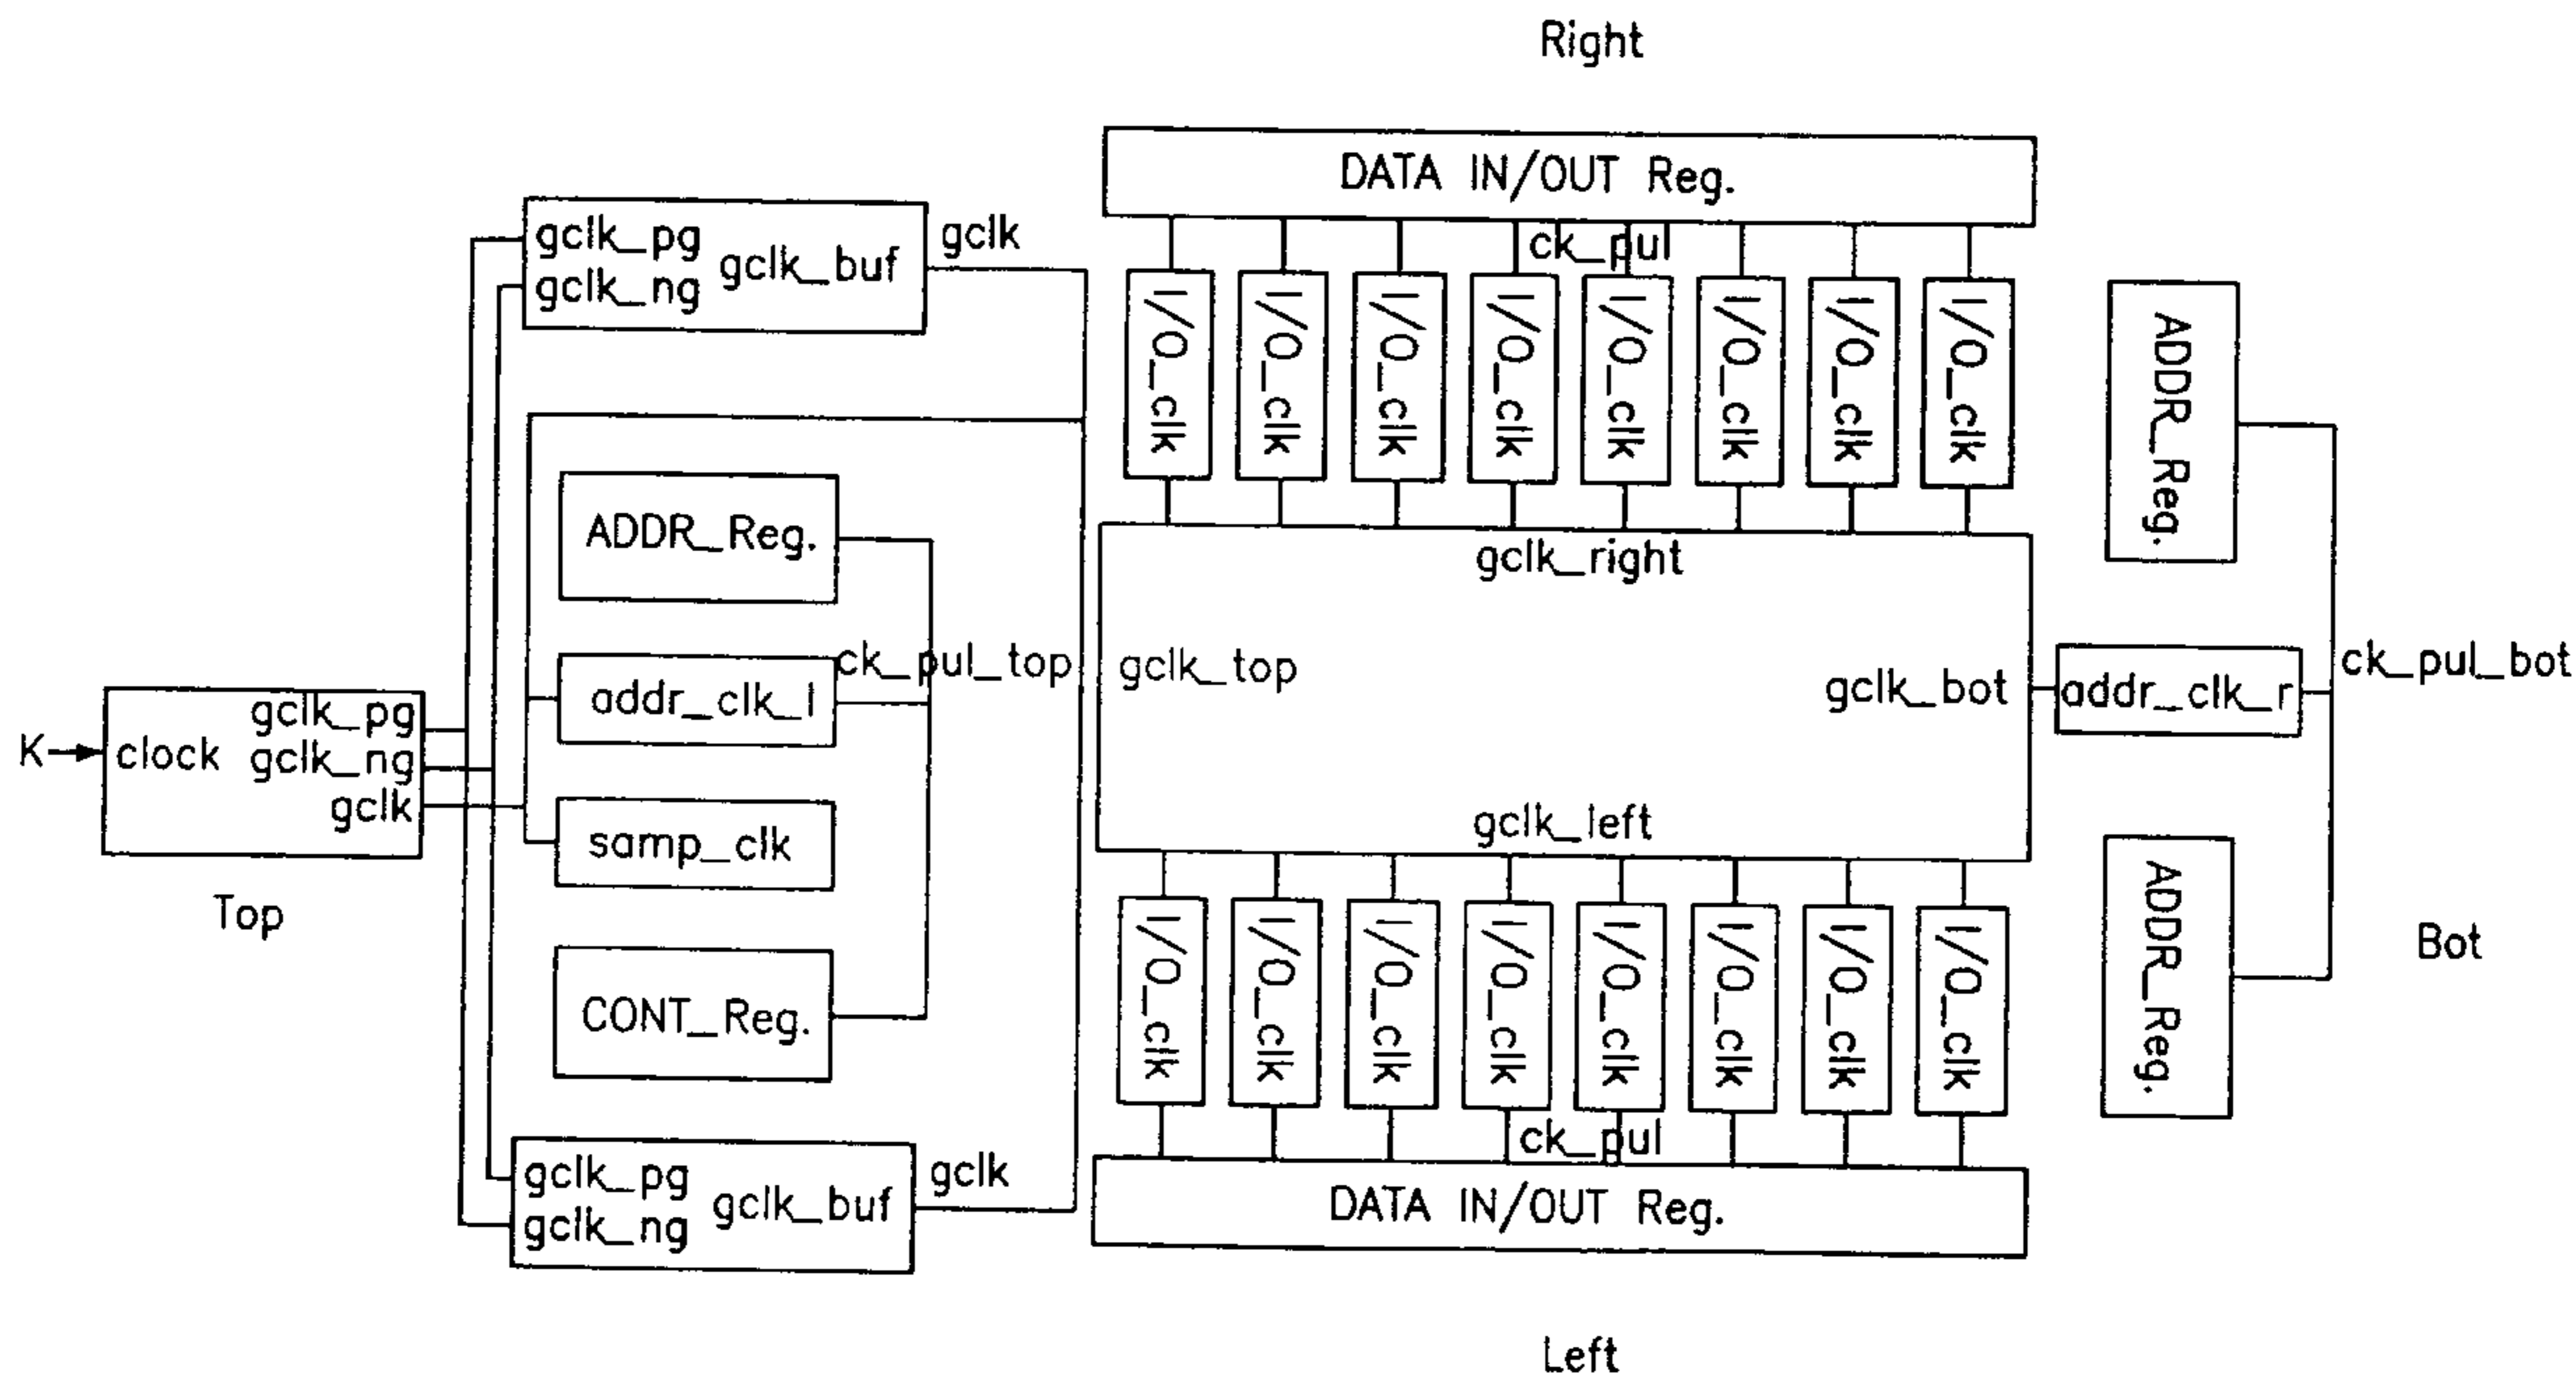 Right
DATA IN/OUT Reg.
ck_pul
I/O_clk
I/O_clk
I/O_clk
I/O_clk
I/O_clk
I/O_clk
I/O_clk
I/O_clk
gclk_pg
gclk_ng
gclk_buf
gclk
ADDR_Reg.
ADDR_Reg.
gclk_right
ck_pul_top
addr_clk_l
gclk_top
gclk_bot
addr_clk_r
ck_pul_bot
K
clock
gclk_pg
gclk_ng
gclk
samp_clk
gclk_left
Top
I/O_clk
I/O_clk
I/O_clk
I/O_clk
I/O_clk
I/O_clk
I/O_clk
I/O_clk
ADDR_Reg.
Bot
CONT_Reg.
ck_pul
gclk_pg
gclk_ng
gclk_buf
gclk
DATA IN/OUT Reg.
Left